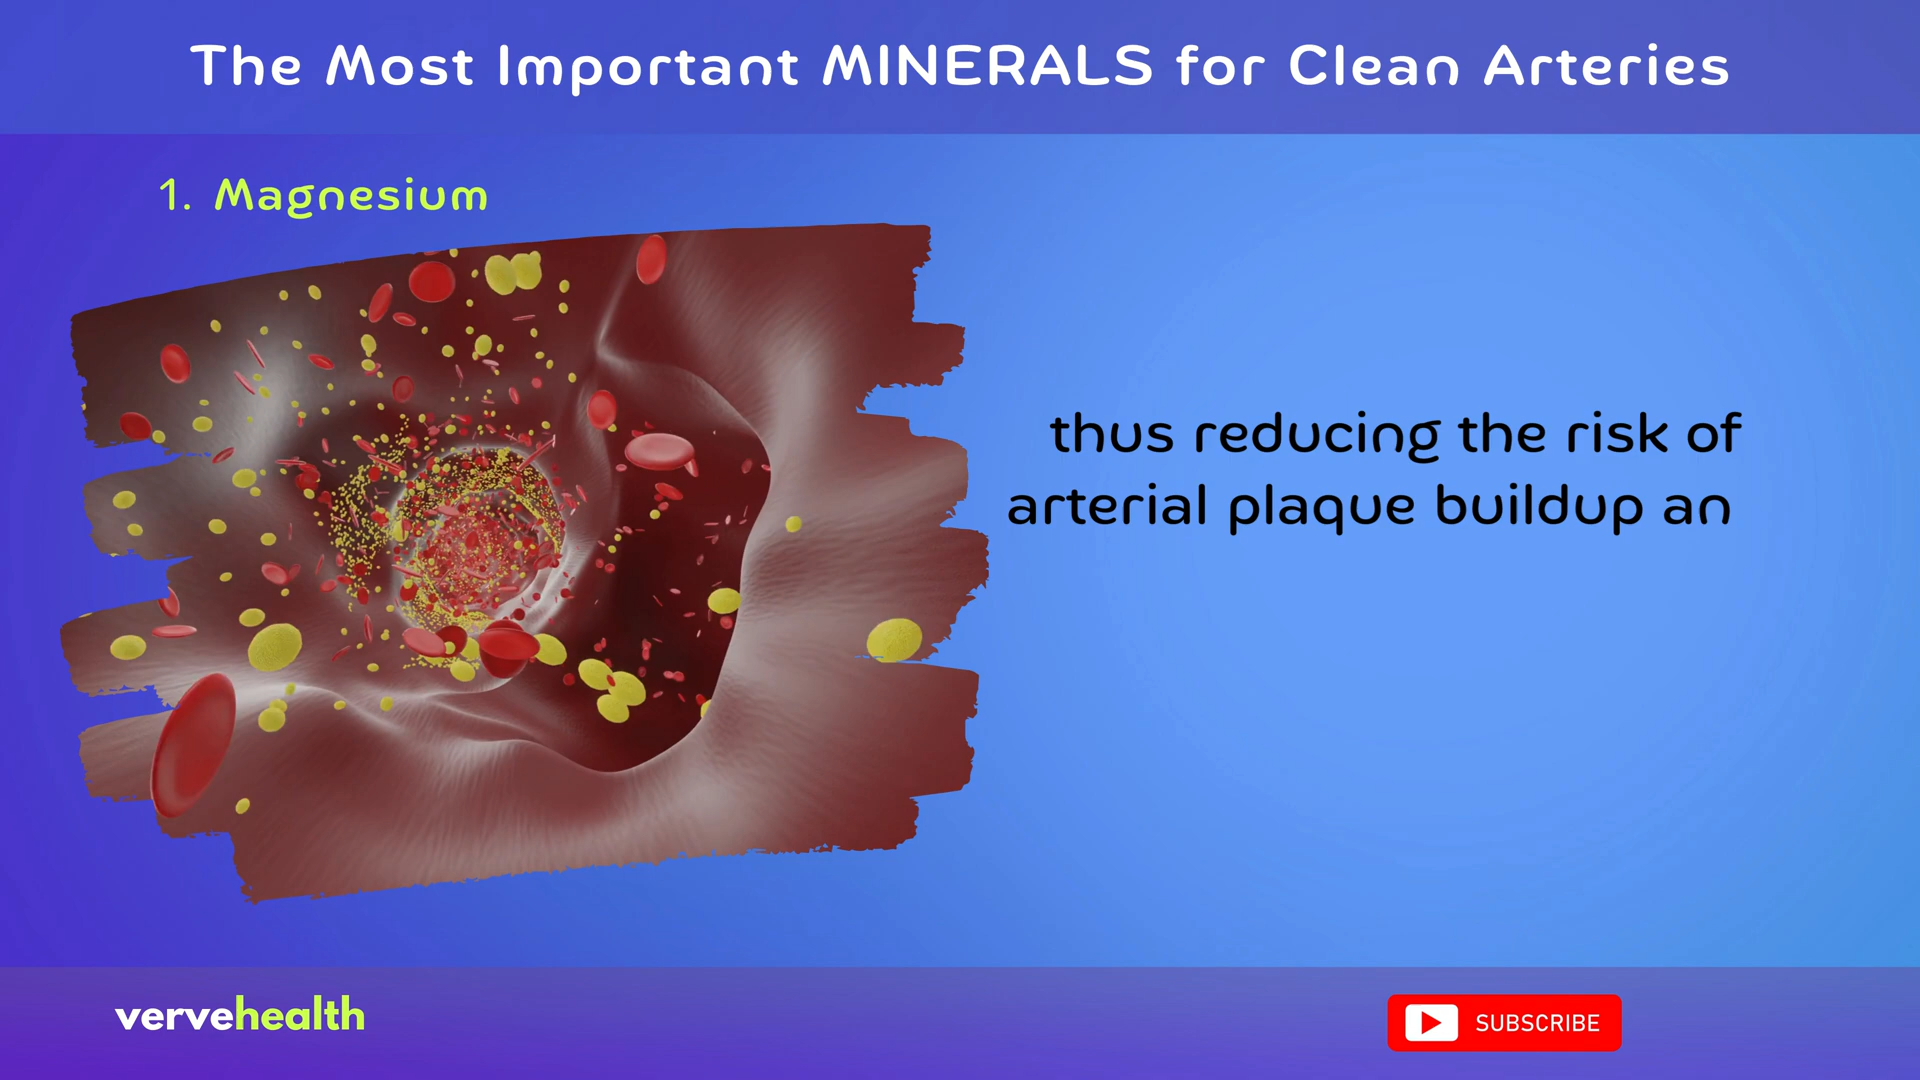 The Most Important MINERALS for Clean Arteries
1. Magnesium
thus reducing the risk of
arterial plaque buildup an
vervehealth
SUBSCRIBE